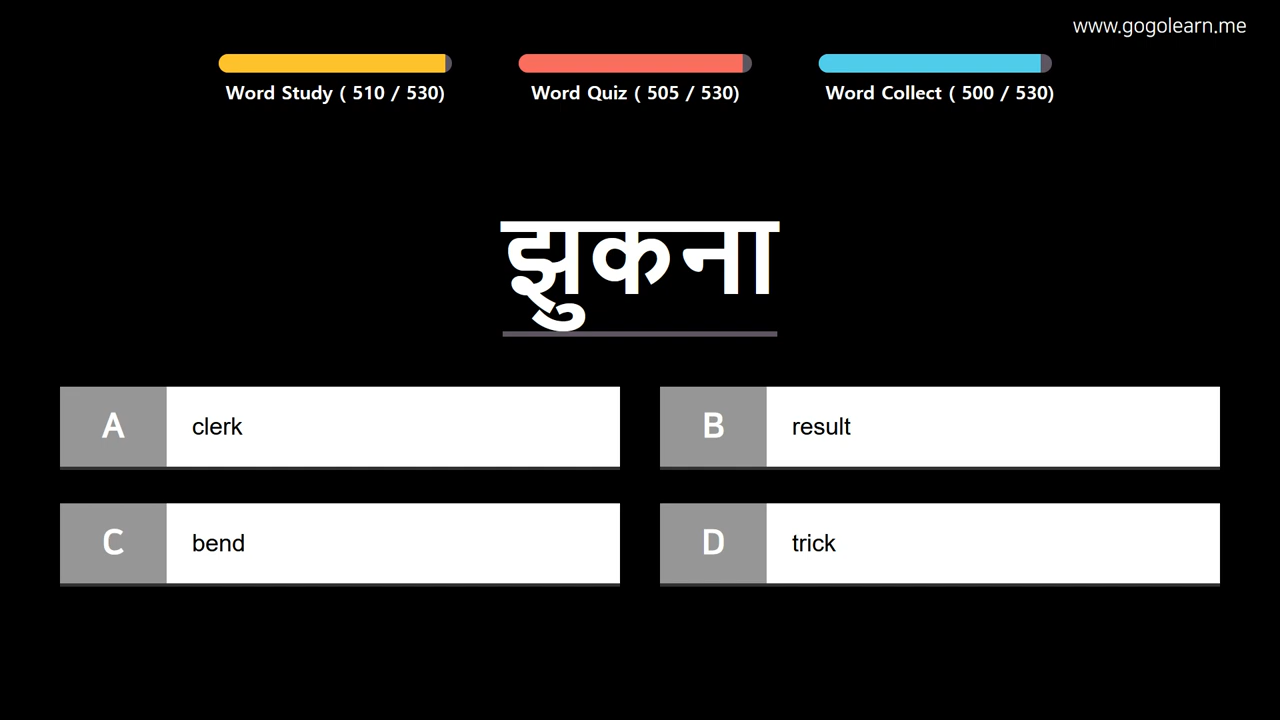 www.gogolearn.me
Word Study ( 510 / 530)
Word Quiz ( 505 / 530)
Word Collect ( 500 / 530)
झुकना
A clerk
B result
C bend
D trick